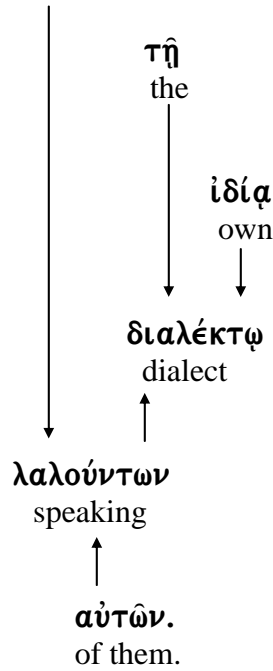 τῇ
the
ἰδίᾳ
own
διαλέκτῳ
dialect
λαλούντων
speaking
αὐτῶν.
of them.